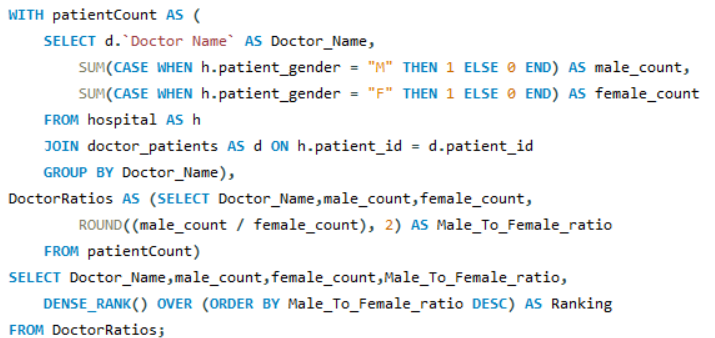 WITH patientCount AS (
    SELECT d.`Doctor Name` AS Doctor_Name,
        SUM(CASE WHEN h.patient_gender = "M" THEN 1 ELSE 0 END) AS male_count,
        SUM(CASE WHEN h.patient_gender = "F" THEN 1 ELSE 0 END) AS female_count
    FROM hospital AS h
    JOIN doctor_patients AS d ON h.patient_id = d.patient_id
    GROUP BY Doctor_Name),
DoctorRatios AS (SELECT Doctor_Name,male_count,female_count,
        ROUND((male_count / female_count), 2) AS Male_To_Female_ratio
    FROM patientCount)
SELECT Doctor_Name,male_count,female_count,Male_To_Female_ratio,
    DENSE_RANK() OVER (ORDER BY Male_To_Female_ratio DESC) AS Ranking
FROM DoctorRatios;